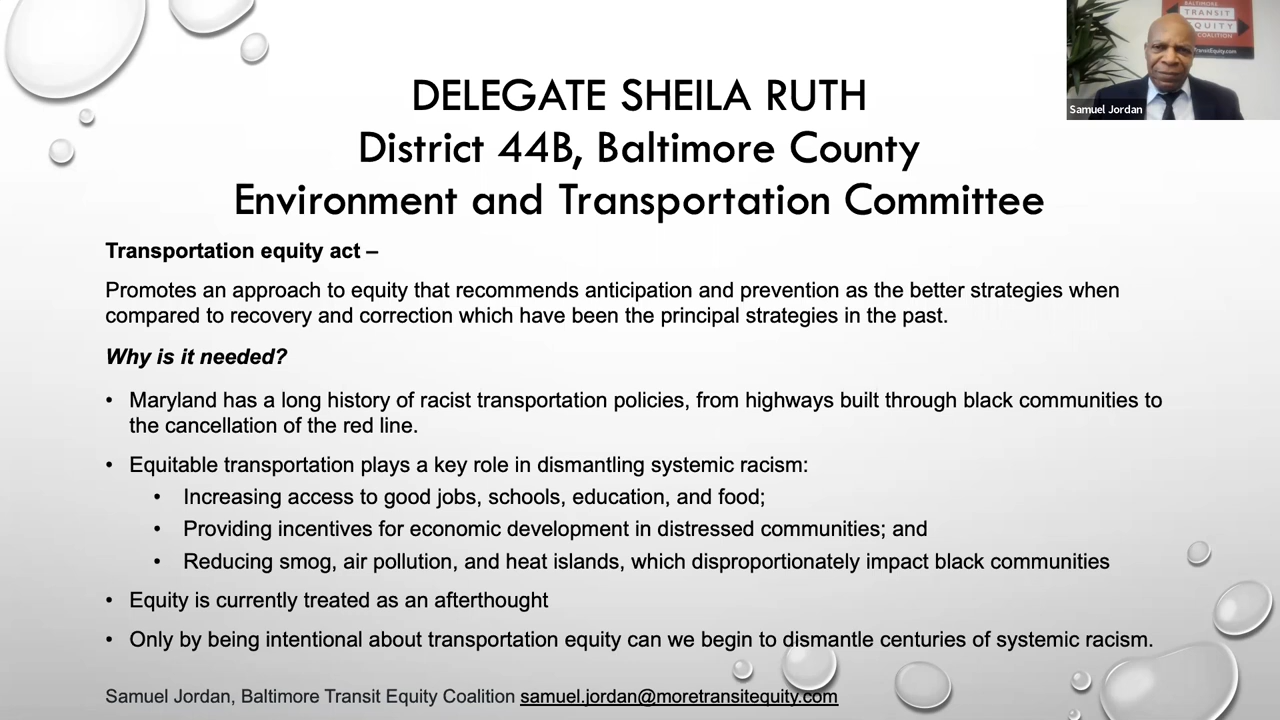 BALTIMORE
TRANSIT
EQUITY
COALITION
TransitEquity.com
Samuel Jordan
DELEGATE SHEILA RUTH
District 44B, Baltimore County
Environment and Transportation Committee
Transportation equity act –
Promotes an approach to equity that recommends anticipation and prevention as the better strategies when
compared to recovery and correction which have been the principal strategies in the past.
Why is it needed?
• Maryland has a long history of racist transportation policies, from highways built through black communities to
the cancellation of the red line.
• Equitable transportation plays a key role in dismantling systemic racism:
• Increasing access to good jobs, schools, education, and food;
• Providing incentives for economic development in distressed communities; and
• Reducing smog, air pollution, and heat islands, which disproportionately impact black communities
• Equity is currently treated as an afterthought
• Only by being intentional about transportation equity can we begin to dismantle centuries of systemic racism.
Samuel Jordan, Baltimore Transit Equity Coalition samuel.jordan@moretransitequity.com